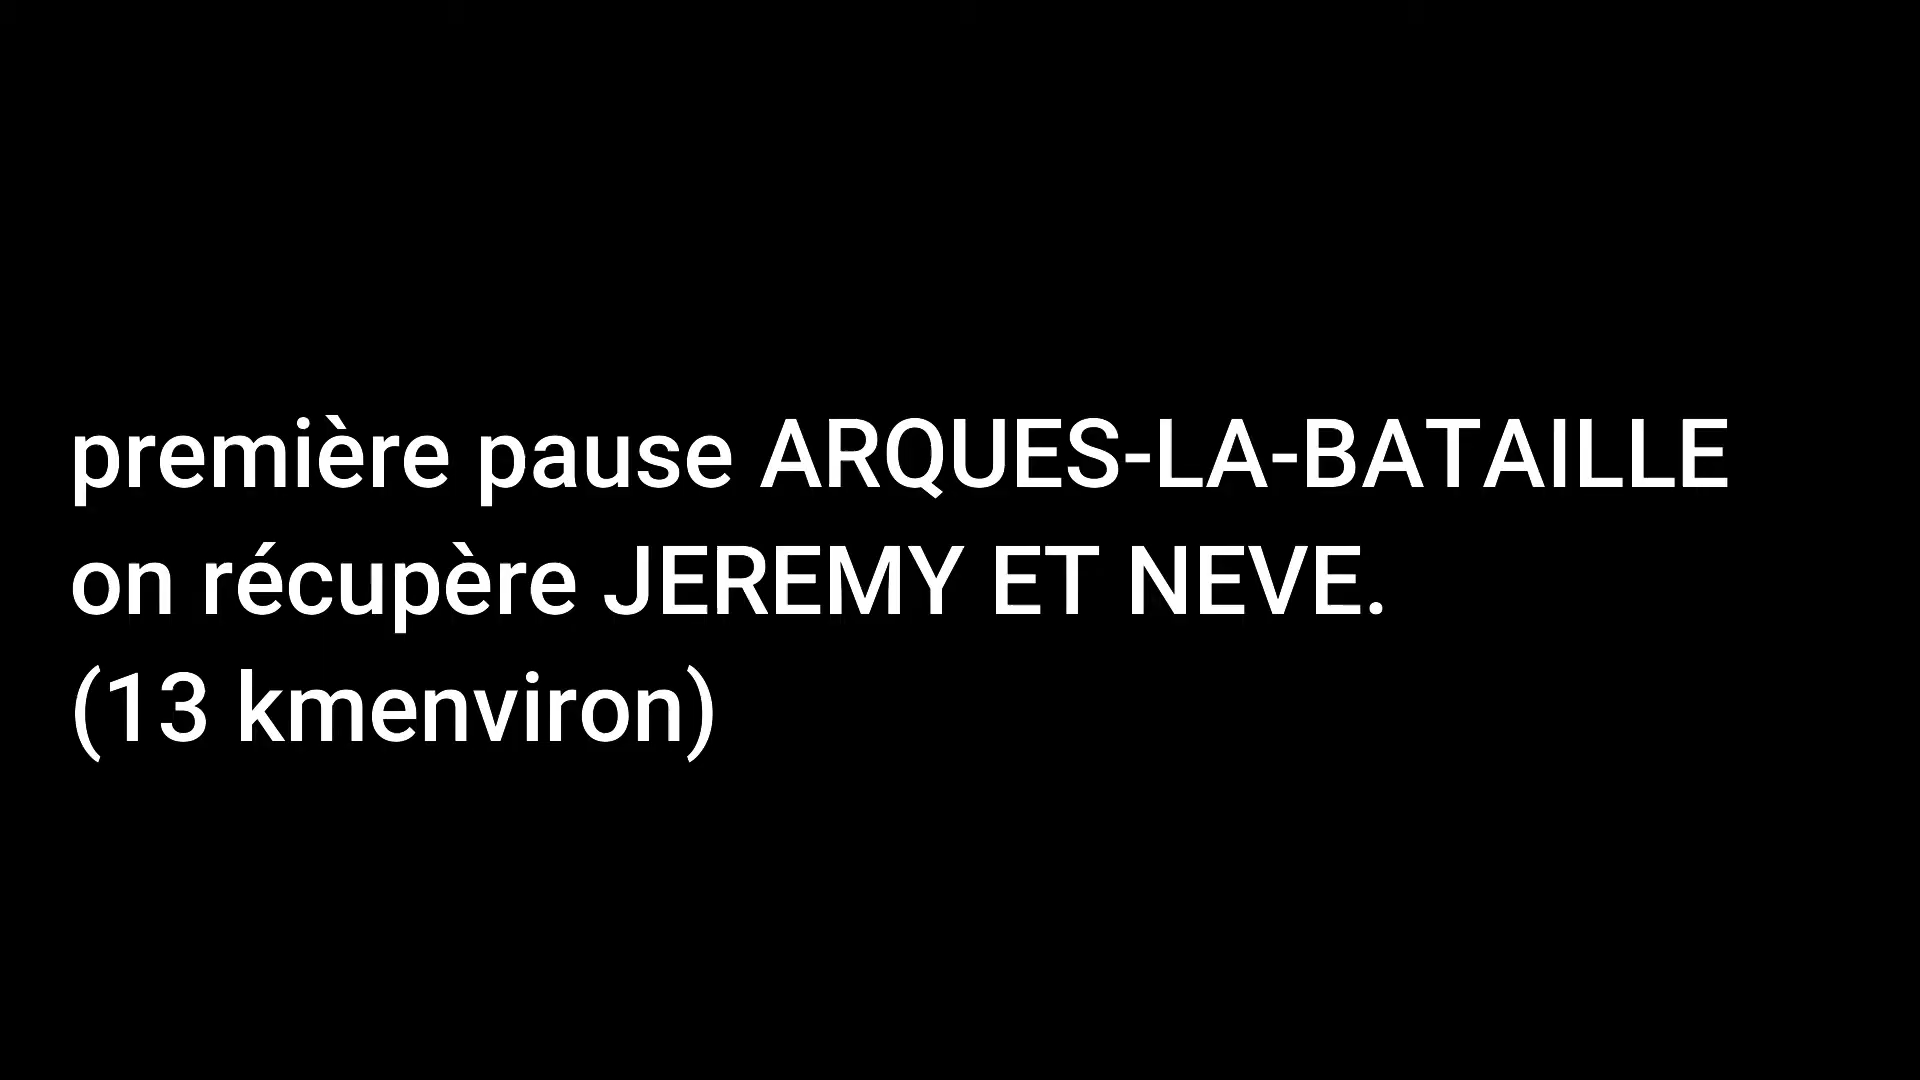 première pause ARQUES-LA-BATAILLE
on récupère JEREMY ET NEVE.
(13 kmenviron)